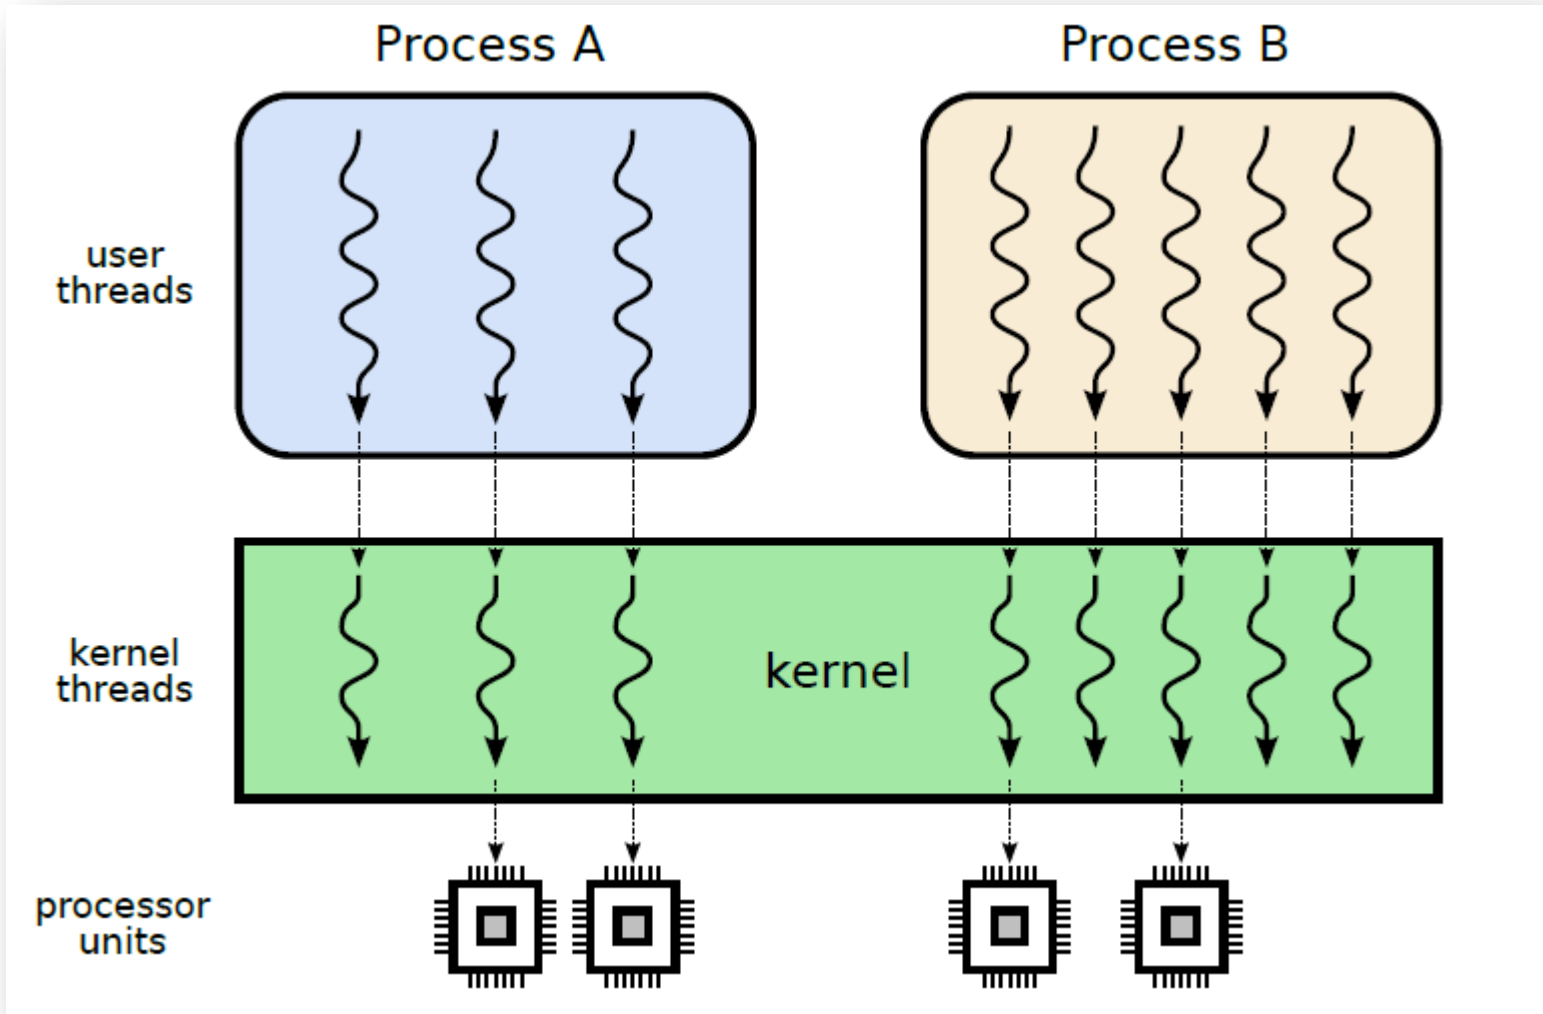 Process A
Process B
user
threads
kernel
threads
kernel
processor
units